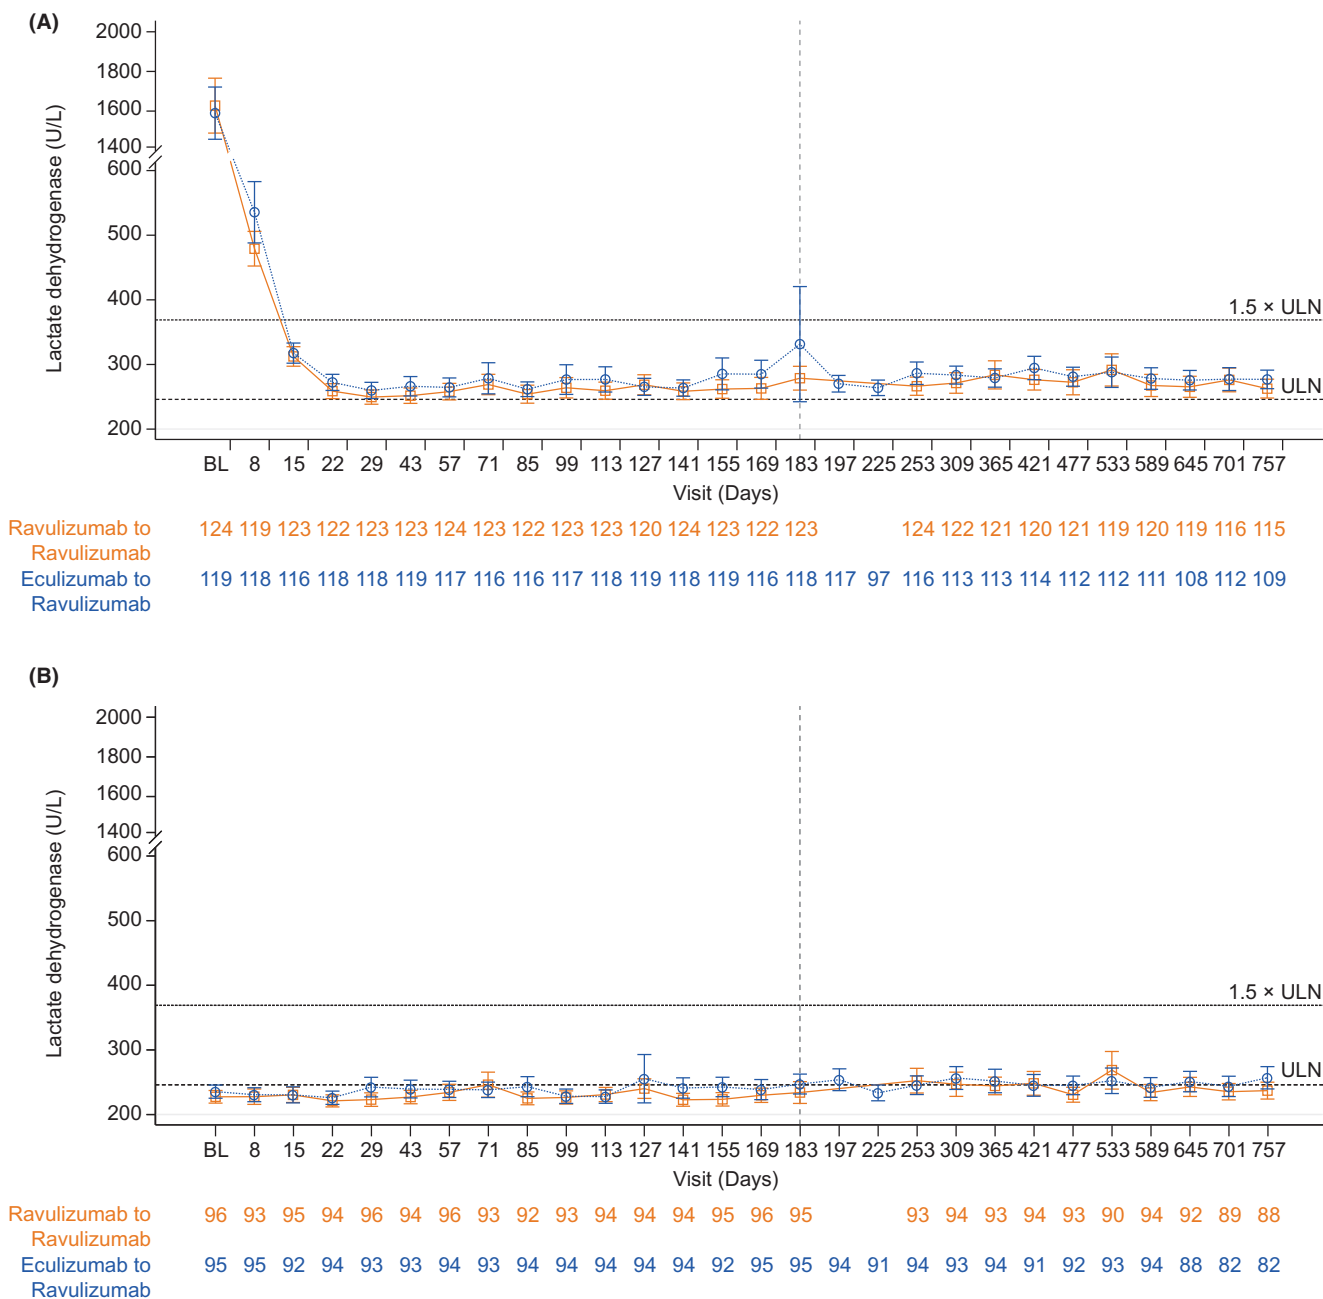 (A)
2000
1800
1600
1400
600
500
400
300
200
Lactate dehydrogenase (U/L)
1.5 × ULN
ULN
BL 8 15 22 29 43 57 71 85 99 113 127 141 155 169 183 197 225 253 309 365 421 477 533 589 645 701 757
Visit (Days)
Ravulizumab to 124 119 123 122 123 123 124 123 122 123 123 120 124 123 122 123 124 122 121 120 121 119 120 119 116 115
Ravulizumab
Eculizumab to 119 118 116 118 118 119 117 116 116 117 118 119 118 119 116 118 117 97 116 113 113 114 112 112 111 108 112 109
Ravulizumab
(B)
2000
1800
1600
1400
600
500
400
300
200
Lactate dehydrogenase (U/L)
1.5 × ULN
ULN
BL 8 15 22 29 43 57 71 85 99 113 127 141 155 169 183 197 225 253 309 365 421 477 533 589 645 701 757
Visit (Days)
Ravulizumab to 96 93 95 94 96 94 96 93 92 93 94 94 94 95 96 95 93 94 93 94 93 90 94 92 89 88
Ravulizumab
Eculizumab to 95 95 92 94 93 93 94 93 94 94 94 94 94 92 95 95 94 91 94 93 94 91 92 93 94 88 82 82
Ravulizumab